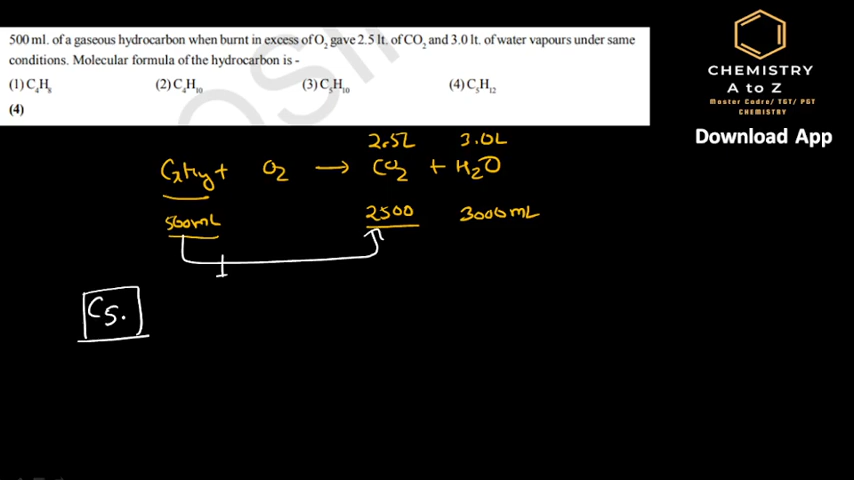 500 ml. of a gaseous hydrocarbon when burnt in excess of O₂ gave 2.5 lt. of CO₂ and 3.0 lt. of water vapours under same
conditions. Molecular formula of the hydrocarbon is -
(1) C₄H₈ (2) C₄H₁₀ (3) C₅H₁₀ (4) C₅H₁₂
(4)
CHEMISTRY
A to Z
Master Cadre/ TGT/ PGT
CHEMISTRY
Download App
2.5L 3.0L
CxHy + O₂ → CO₂ + H₂O
500mL 2500 3000mL
C5.